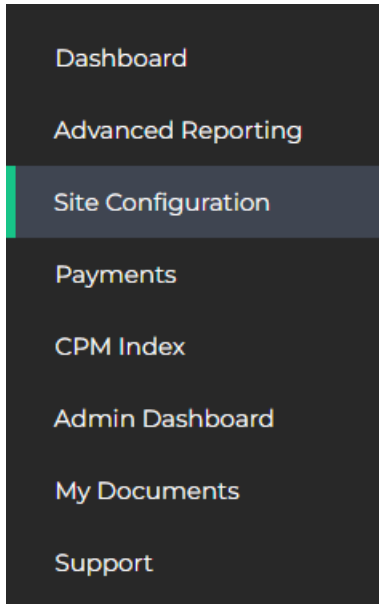 Dashboard
Advanced Reporting
Site Configuration
Payments
CPM Index
Admin Dashboard
My Documents
Support